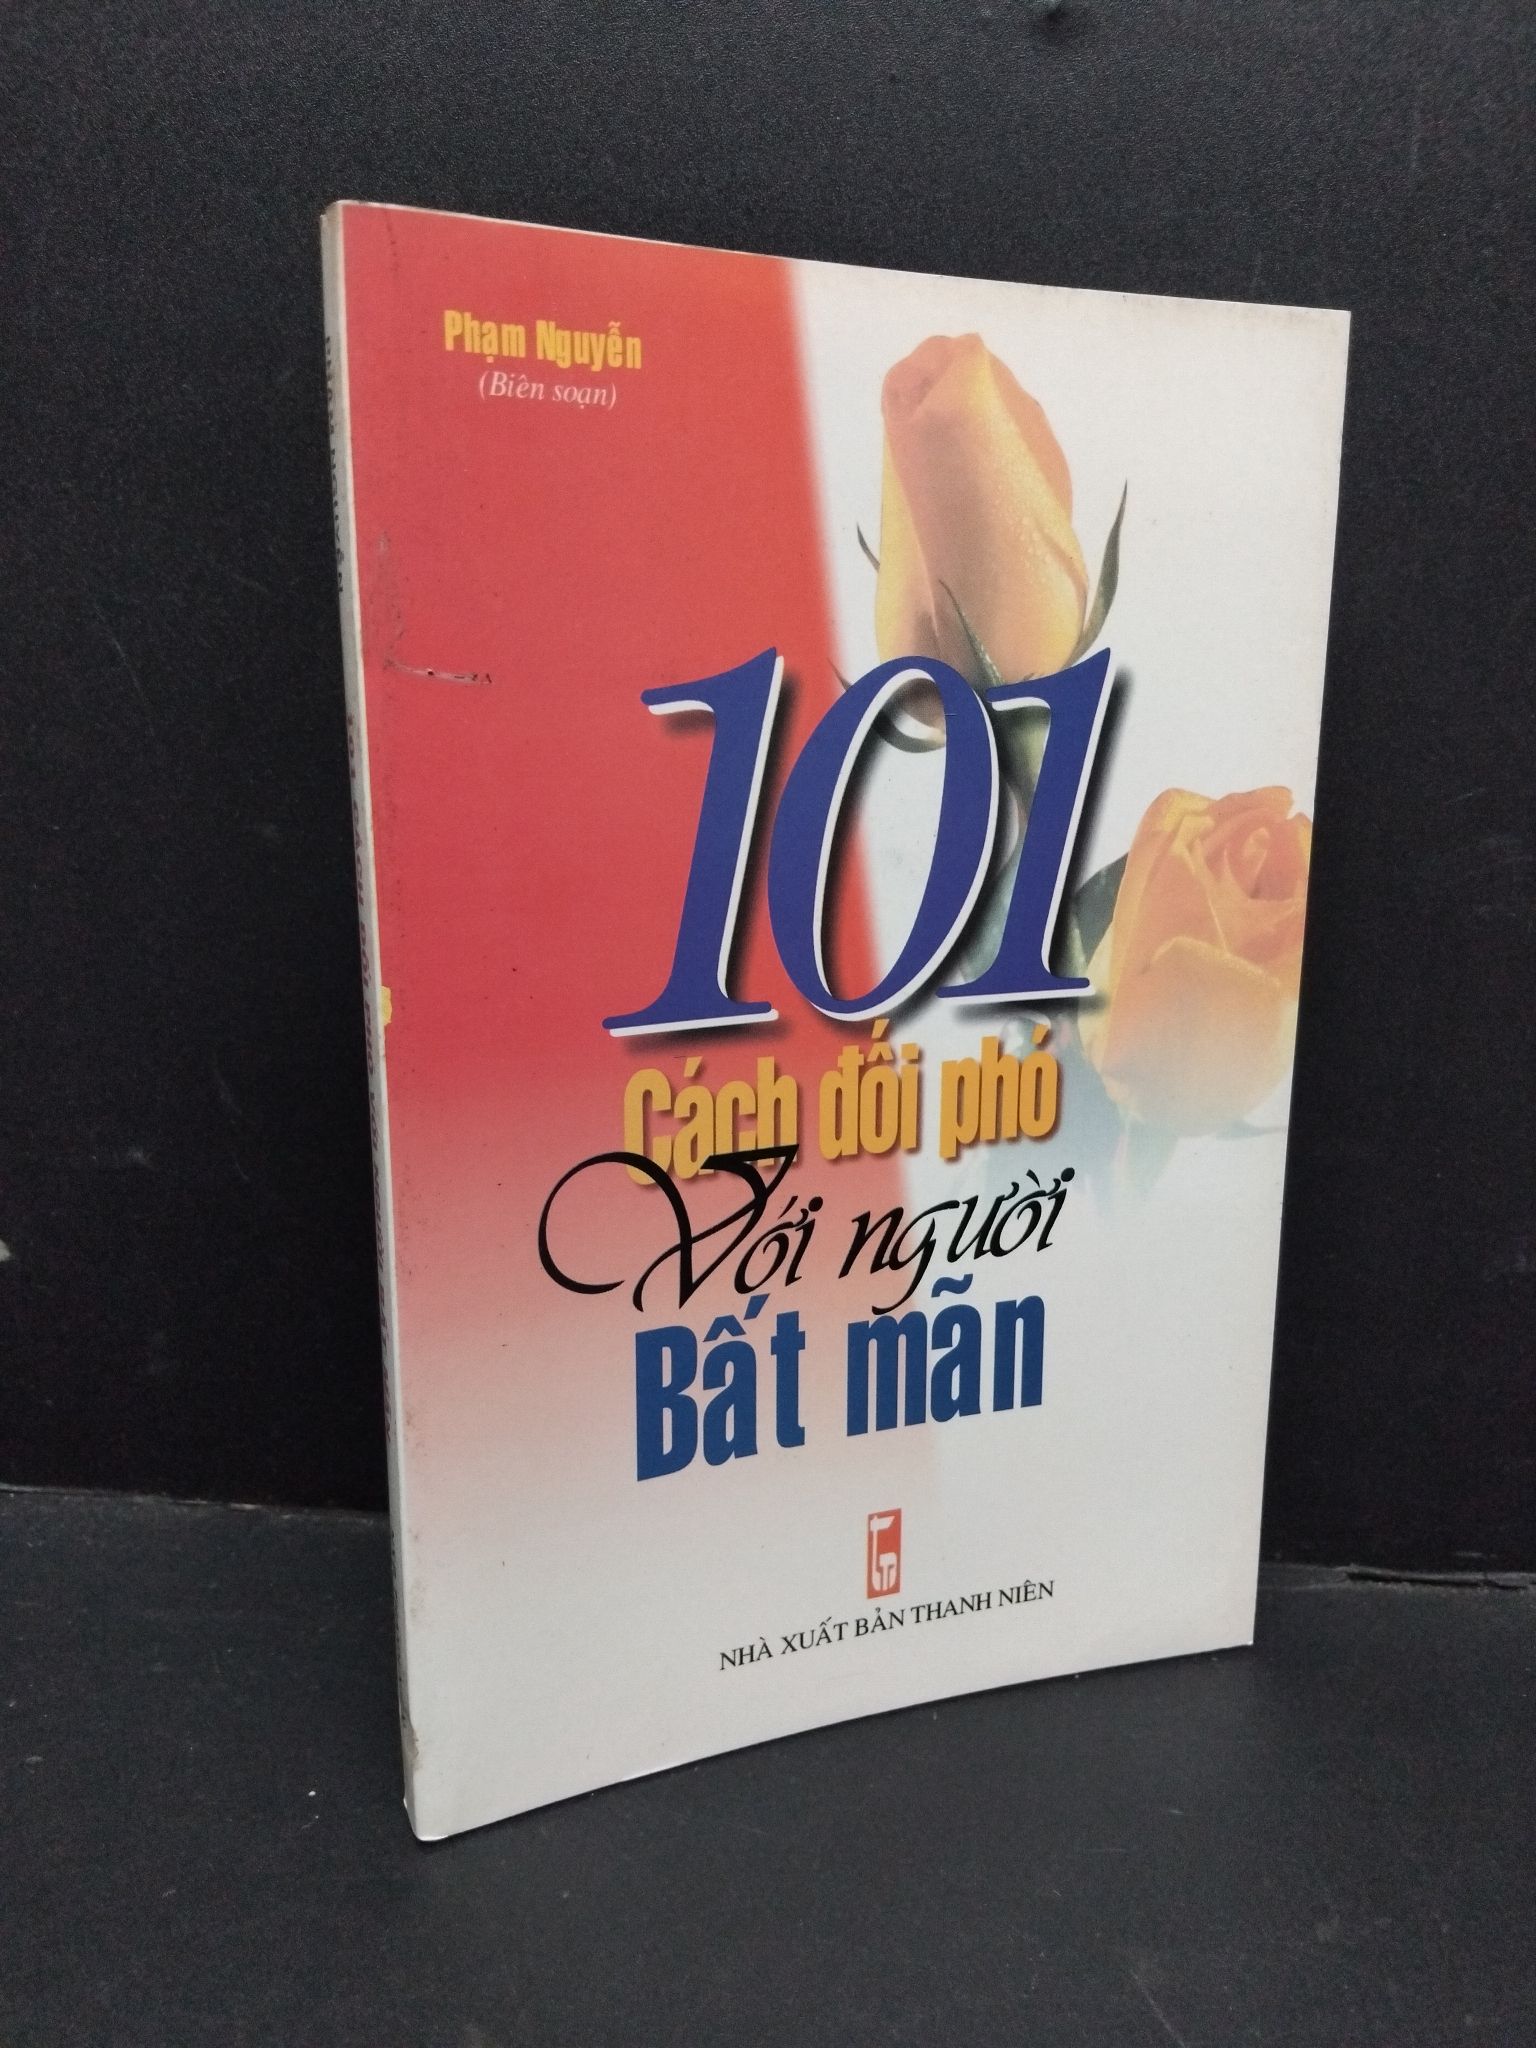 Phạm Nguyễn
(Biên soạn)
101
Cách đối phó
Với người
Bất mãn
NHÀ XUẤT BẢN THANH NIÊN